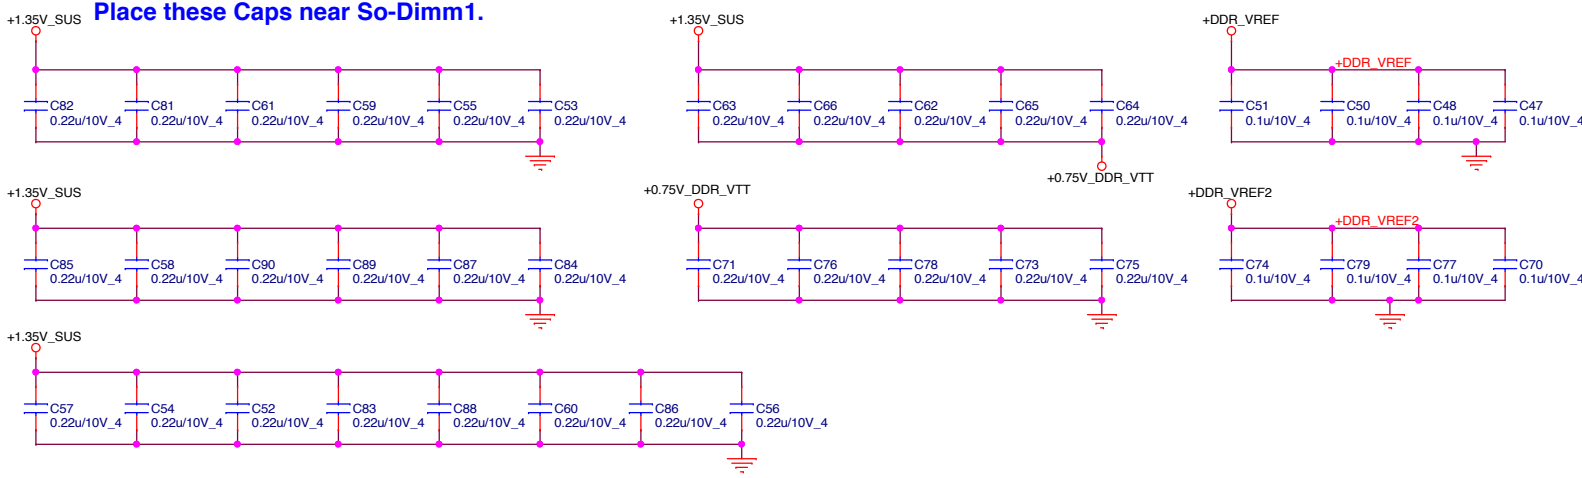 Place these Caps near So-Dimm1.
+1.35V_SUS
+1.35V_SUS
+DDR_VREF
+DDR_VREF
C82
0.22u/10V_4
C81
0.22u/10V_4
C61
0.22u/10V_4
C59
0.22u/10V_4
C55
0.22u/10V_4
C53
0.22u/10V_4
C63
0.22u/10V_4
C66
0.22u/10V_4
C62
0.22u/10V_4
C65
0.22u/10V_4
C64
0.22u/10V_4
C51
0.1u/10V_4
C50
0.1u/10V_4
C48
0.1u/10V_4
C47
0.1u/10V_4
+0.75V_DDR_VTT
+1.35V_SUS
+0.75V_DDR_VTT
+DDR_VREF2
+DDR_VREF2
C85
0.22u/10V_4
C58
0.22u/10V_4
C90
0.22u/10V_4
C89
0.22u/10V_4
C87
0.22u/10V_4
C84
0.22u/10V_4
C71
0.22u/10V_4
C76
0.22u/10V_4
C78
0.22u/10V_4
C73
0.22u/10V_4
C75
0.22u/10V_4
C74
0.1u/10V_4
C79
0.1u/10V_4
C77
0.1u/10V_4
C70
0.1u/10V_4
+1.35V_SUS
C57
0.22u/10V_4
C54
0.22u/10V_4
C52
0.22u/10V_4
C83
0.22u/10V_4
C88
0.22u/10V_4
C60
0.22u/10V_4
C86
0.22u/10V_4
C56
0.22u/10V_4